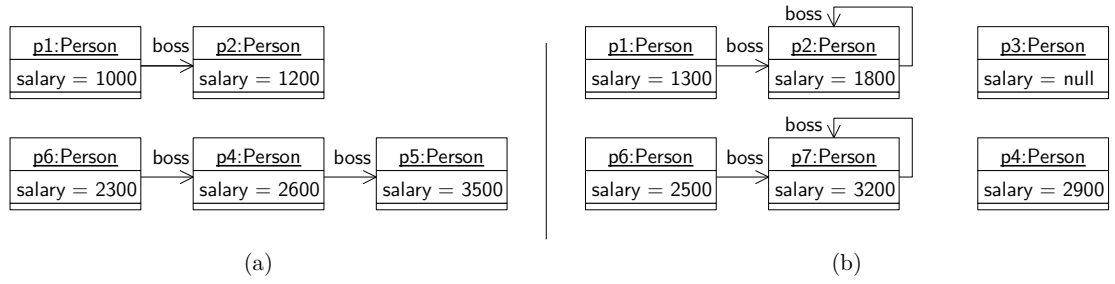 boss
p1:Person boss p2:Person p1:Person boss p2:Person p3:Person
salary = 1000 salary = 1200 salary = 1300 salary = 1800 salary = null
boss
p6:Person boss p4:Person boss p5:Person p6:Person boss p7:Person p4:Person
salary = 2300 salary = 2600 salary = 3500 salary = 2500 salary = 3200 salary = 2900
(a) (b)